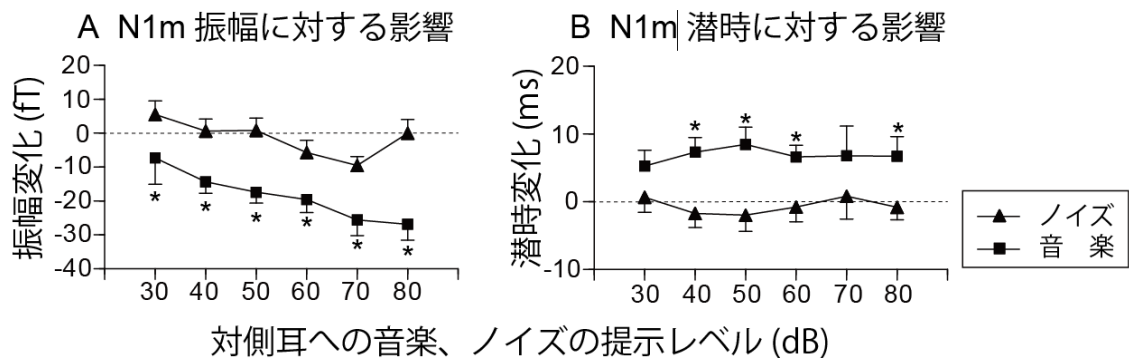 A N1m 振幅に対する影響
B N1m 潜時に対する影響
振幅変化 (fT)
20
10
0
-10
-20
-30
-40
* * * * * *
30 40 50 60 70 80
潜時変化 (ms)
20
10
0
-10
* * * *
30 40 50 60 70 80
ノイズ
音 楽
対側耳への音楽、ノイズの提示レベル (dB)